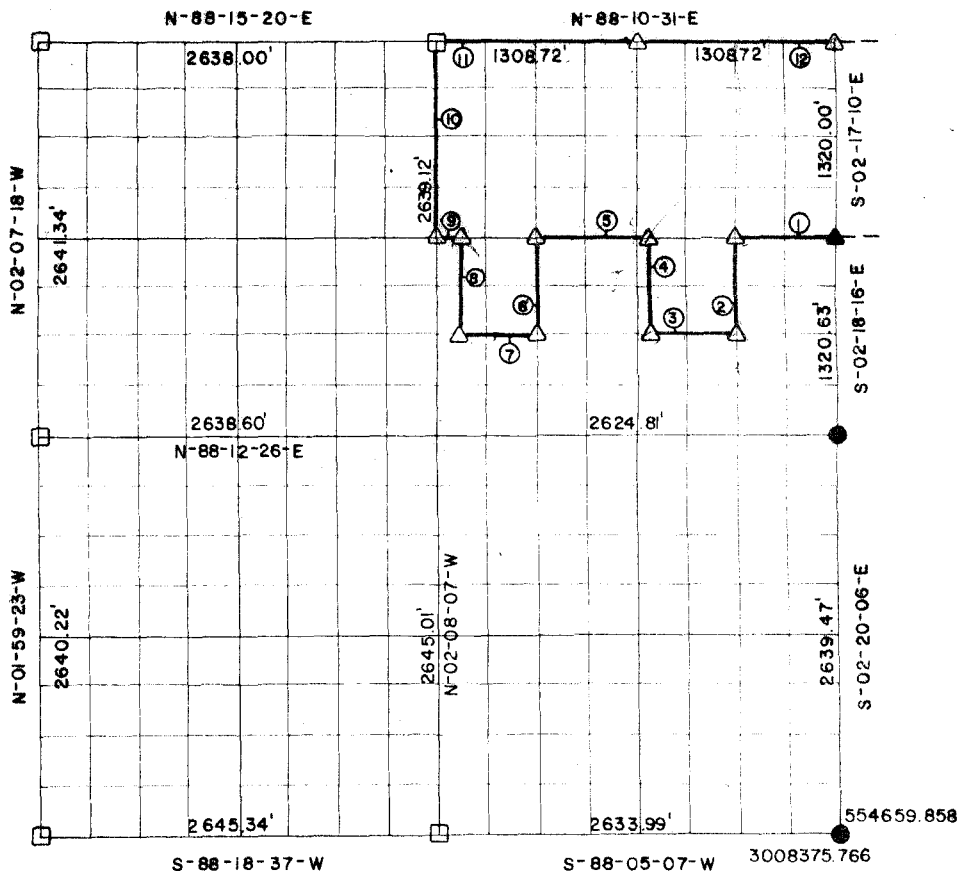 N-88-15-20-E
N-88-10-31-E
2638.00'
⑪
1308.72'
1308.72'
⑫
⑩
N-02-07-18-W
2641.34'
2639.12'
1320.00'
S-02-17-10-E
⑨
⑤
①
⑧
④
⑥
③
②
⑦
1320.63'
S-02-18-16-E
2638.60'
N-88-12-26-E
2624.81'
N-01-59-23-W
2640.22'
2645.01'
N-02-08-07-W
2639.47'
S-02-20-06-E
2645.34'
2633.99'
554659.858
3008375.766
S-88-18-37-W
S-88-05-07-W